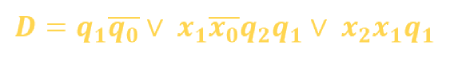 D = q₁q̅₀ ∨ x₁x̅₀q₂q₁ ∨ x₂x₁q₁